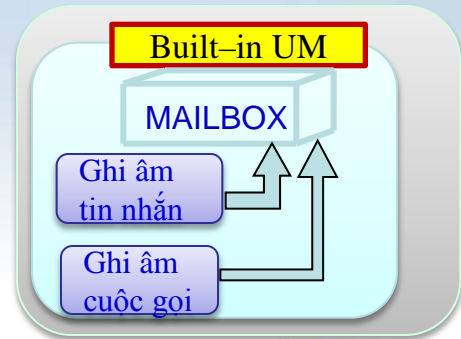 Built–in UM
MAILBOX
Ghi âm
tin nhắn
Ghi âm
cuộc gọi